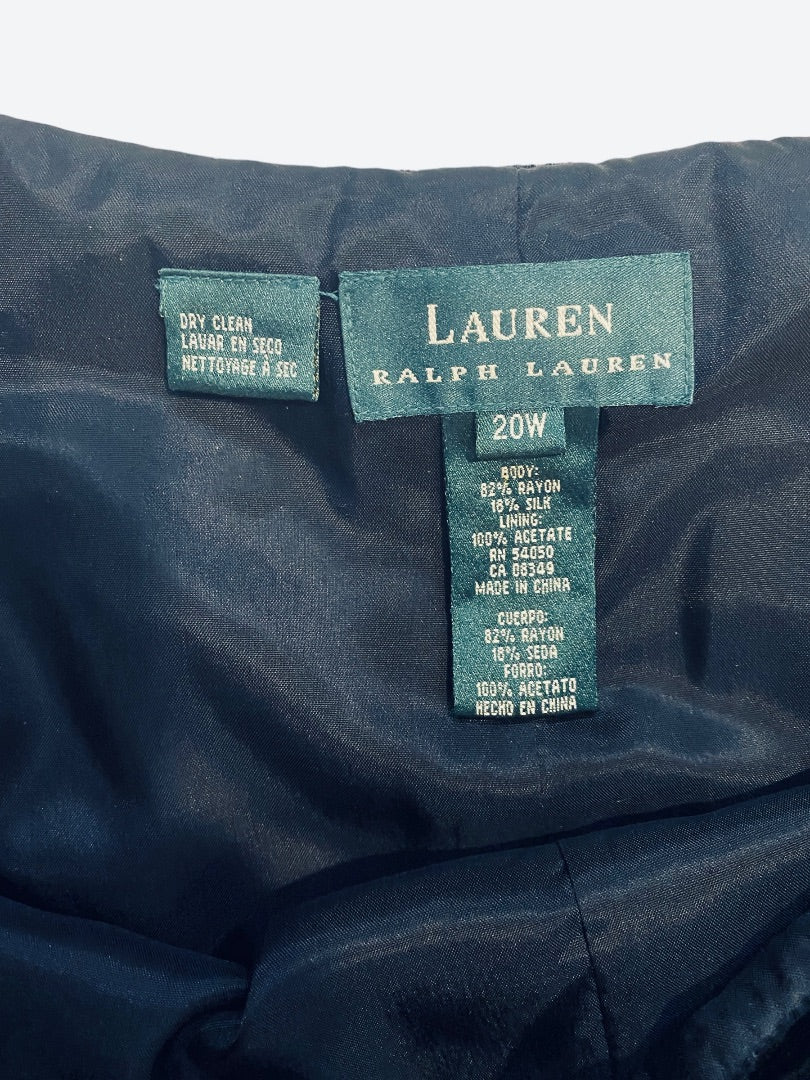 DRY CLEAN
LAVAR EN SECO
NETTOYAGE À SEC
LAUREN
RALPH LAUREN
20W
BODY:
82% RAYON
18% SILK
LINING:
100% ACETATE
RN 54050
CA 08349
MADE IN CHINA
CUERPO:
82% RAYON
18% SEDA
FORRO:
100% ACETATO
HECHO EN CHINA